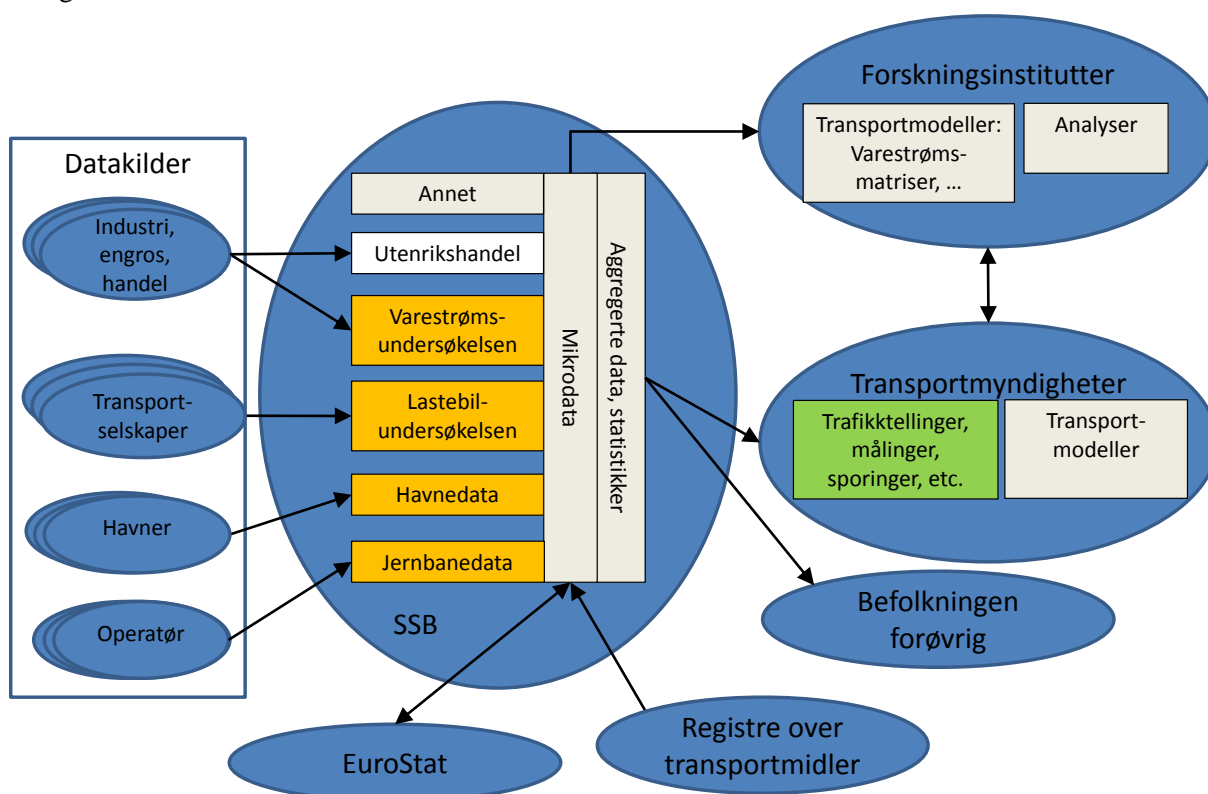 Datakilder
Industri,
engros,
handel
Transport-
selskaper
Havner
Operatør
Annet
Utenrikshandel
Varestrøms-
undersøkelsen
Lastebil-
undersøkelsen
Havnedata
Jernbanedata
Mikrodata
Aggregerte data, statistikker
SSB
Forskningsinstitutter
Transportmodeller:
Varestrøms-
matriser, ...
Analyser
Transportmyndigheter
Trafikktellinger,
målinger,
sporinger, etc.
Transport-
modeller
Befolkningen
forøvrig
Registre over
transportmidler
EuroStat